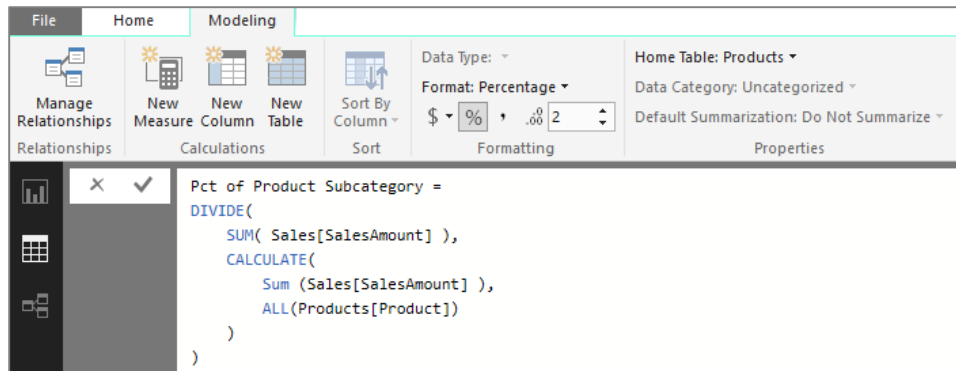 File Home Modeling
Data Type:
Home Table: Products
Format: Percentage
Data Category: Uncategorized
Manage Relationships
New Measure
New Column
New Table
Sort By Column
$ % , .00 2
Default Summarization: Do Not Summarize
Relationships Calculations Sort Formatting Properties
Pct of Product Subcategory =
DIVIDE(
SUM( Sales[SalesAmount] ),
CALCULATE(
Sum (Sales[SalesAmount] ),
ALL(Products[Product])
)
)